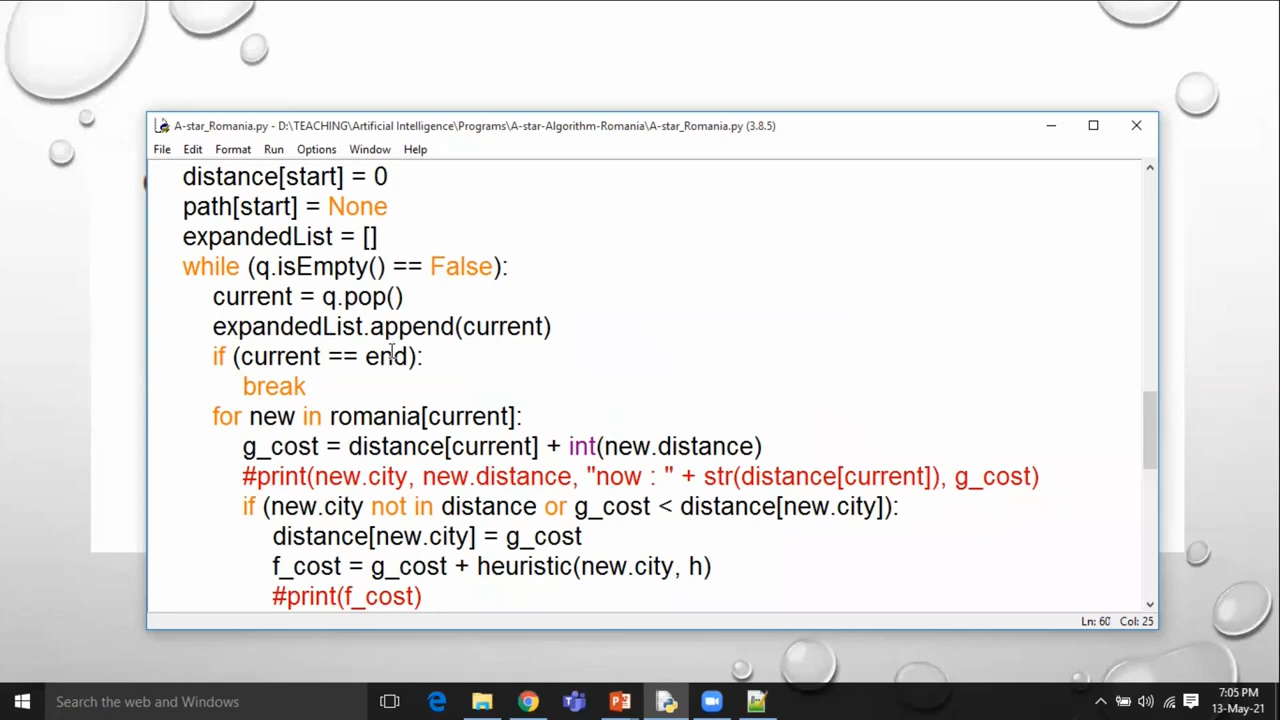 A-star_Romania.py - D:\TEACHING\Artificial Intelligence\Programs\A-star-Algorithm-Romania\A-star_Romania.py (3.8.5)
File Edit Format Run Options Window Help
distance[start] = 0
path[start] = None
expandedList = []
while (q.isEmpty() == False):
current = q.pop()
expandedList.append(current)
if (current == end):
break
for new in romania[current]:
g_cost = distance[current] + int(new.distance)
#print(new.city, new.distance, "now : " + str(distance[current]), g_cost)
if (new.city not in distance or g_cost < distance[new.city]):
distance[new.city] = g_cost
f_cost = g_cost + heuristic(new.city, h)
#print(f_cost)
Ln: 60 Col: 25
Search the web and Windows
7:05 PM
13-May-21